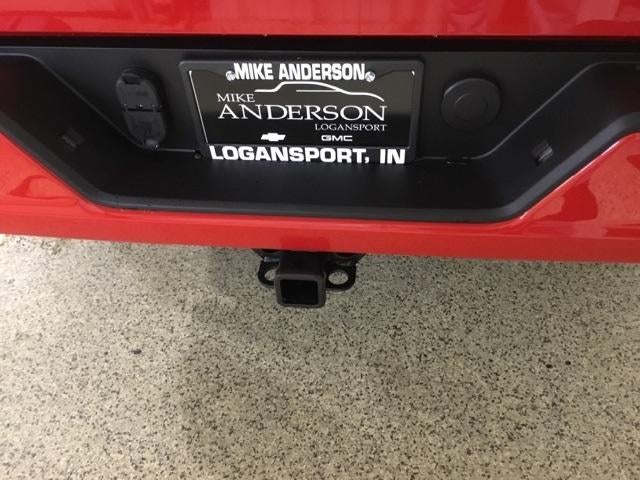 MIKE ANDERSON
MIKE
ANDERSON
LOGANSPORT
GMC
LOGANSPORT, IN